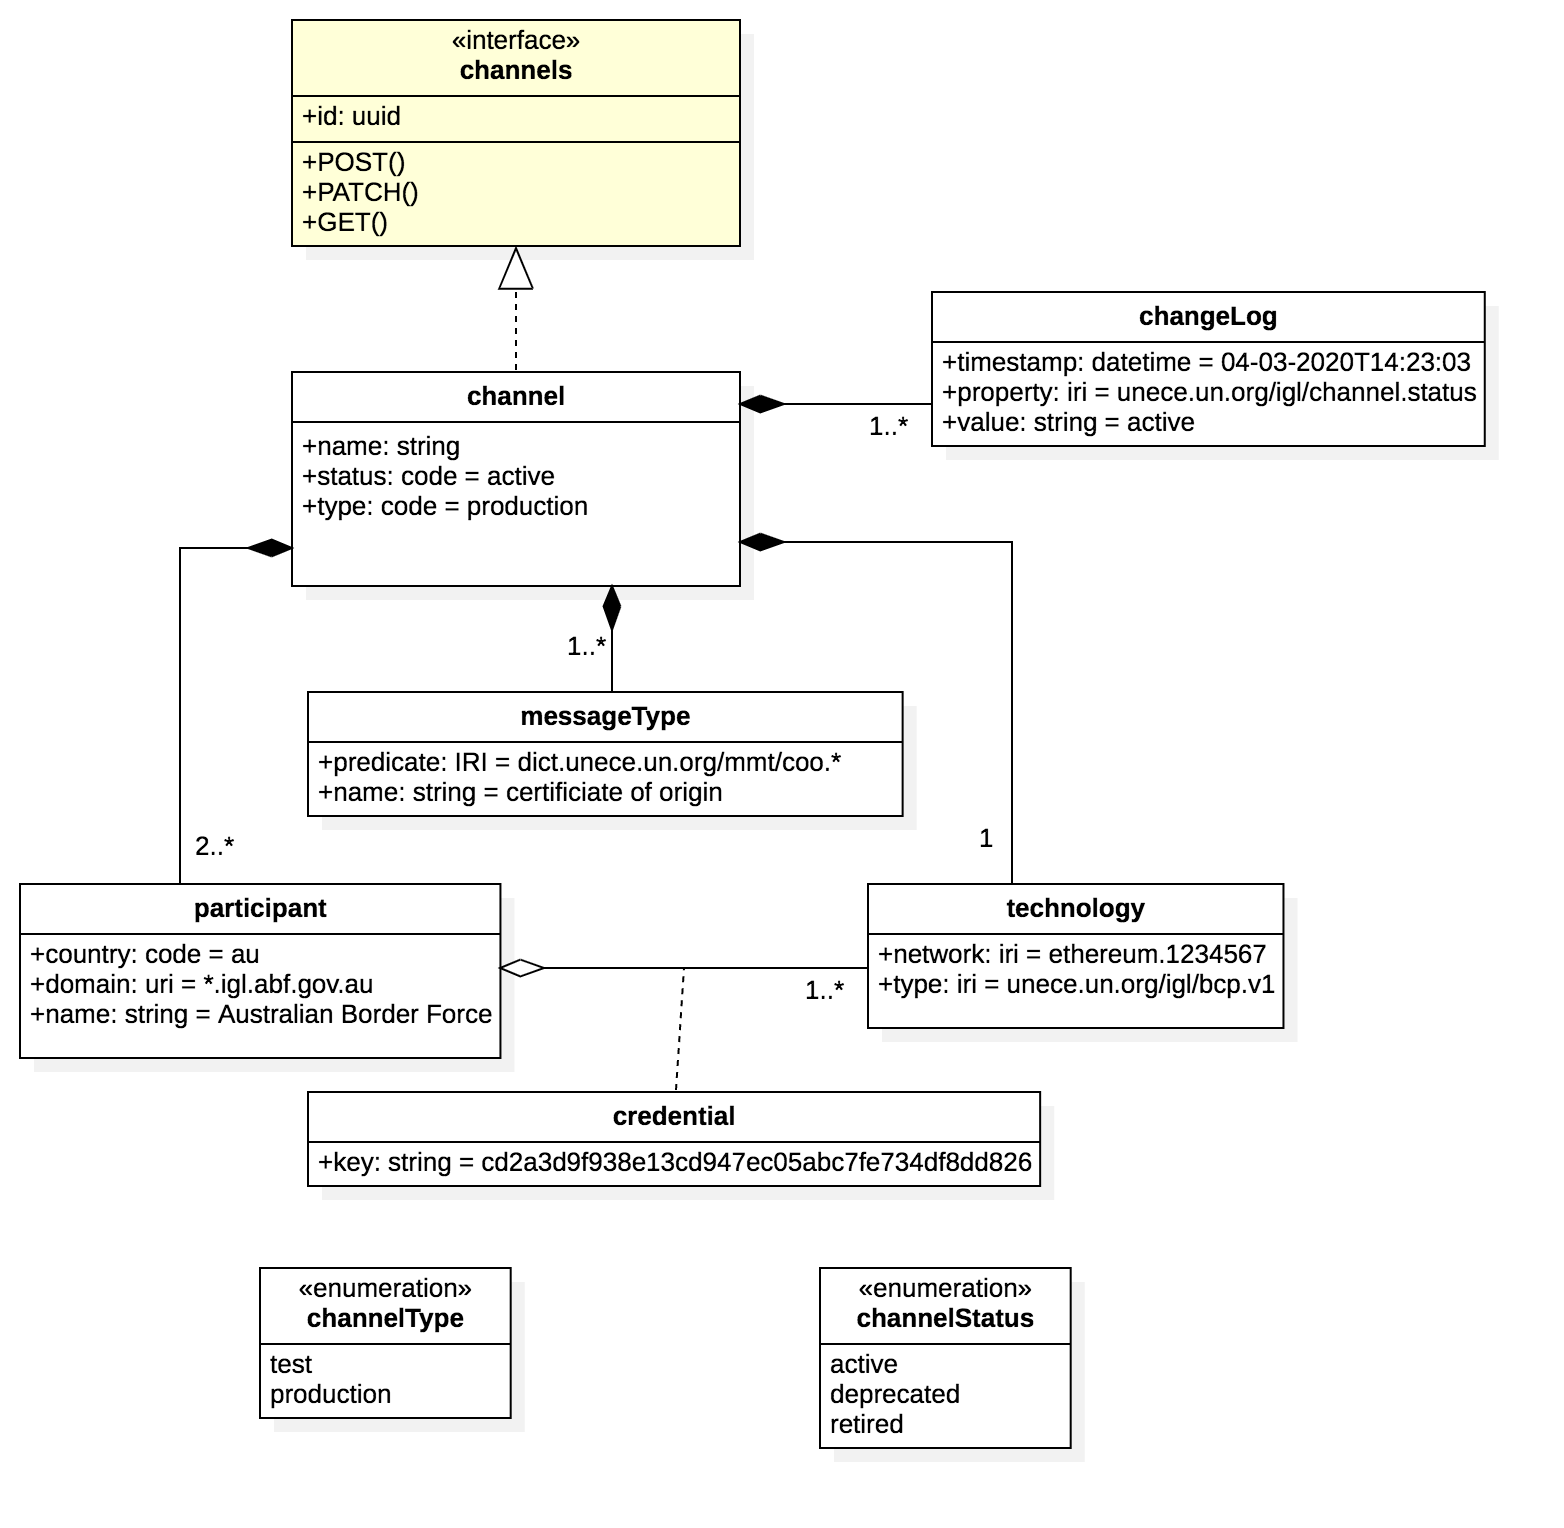 «interface»
channels
+id: uuid
+POST()
+PATCH()
+GET()
changeLog
+timestamp: datetime = 04-03-2020T14:23:03
+property: iri = unece.un.org/igl/channel.status
+value: string = active
channel
+name: string
+status: code = active
+type: code = production
1..*
1..*
messageType
+predicate: IRI = dict.unece.un.org/mmt/coo.*
+name: string = certificiate of origin
2..*
1
participant
+country: code = au
+domain: uri = *.igl.abf.gov.au
+name: string = Australian Border Force
technology
+network: iri = ethereum.1234567
+type: iri = unece.un.org/igl/bcp.v1
1..*
credential
+key: string = cd2a3d9f938e13cd947ec05abc7fe734df8dd826
«enumeration»
channelType
test
production
«enumeration»
channelStatus
active
deprecated
retired